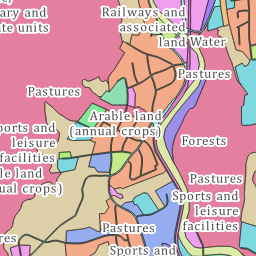 ary and
te units
Railways and
associated
land
Water
Pastures
Pastures
Arable land
(annual crops)
ports and
leisure
facilities
Forests
le land
ual crops)
Pastures
Sports and
leisure
facilities
Pastures
res
Sports and